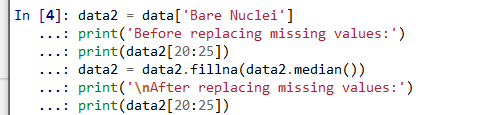 In [4]: data2 = data['Bare Nuclei']
...: print('Before replacing missing values:')
...: print(data2[20:25])
...: data2 = data2.fillna(data2.median())
...: print('\nAfter replacing missing values:')
...: print(data2[20:25])